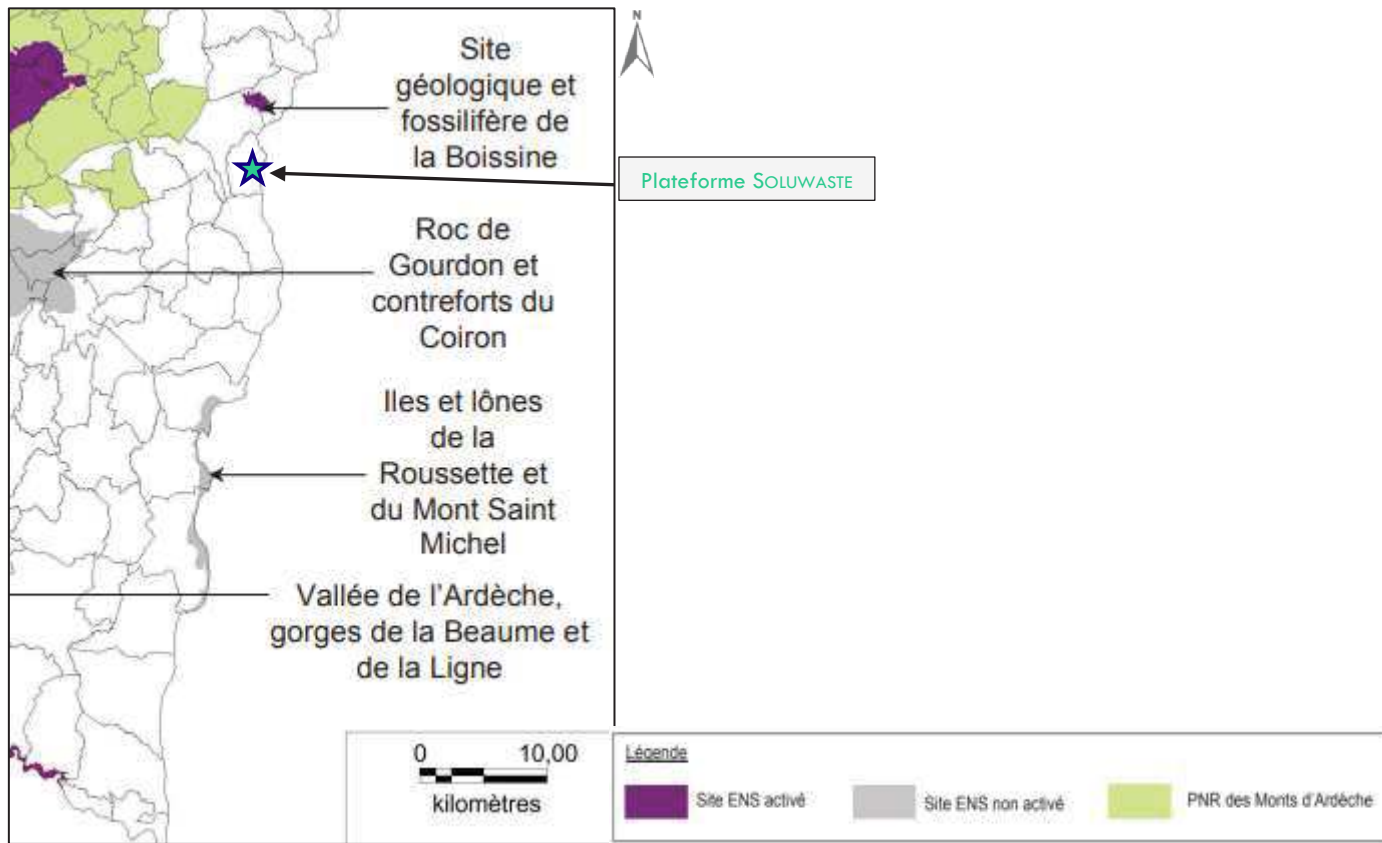 N
Site
géologique et
fossilifère de
la Boissine
Plateforme SOLUWASTE
Roc de
Gourdon et
contreforts du
Coiron
Iles et lônes
de la
Roussette et
du Mont Saint
Michel
Vallée de l'Ardèche,
gorges de la Beaume et
de la Ligne
0 10,00
kilomètres
Légende
Site ENS activé
Site ENS non activé
PNR des Monts d'Ardèche